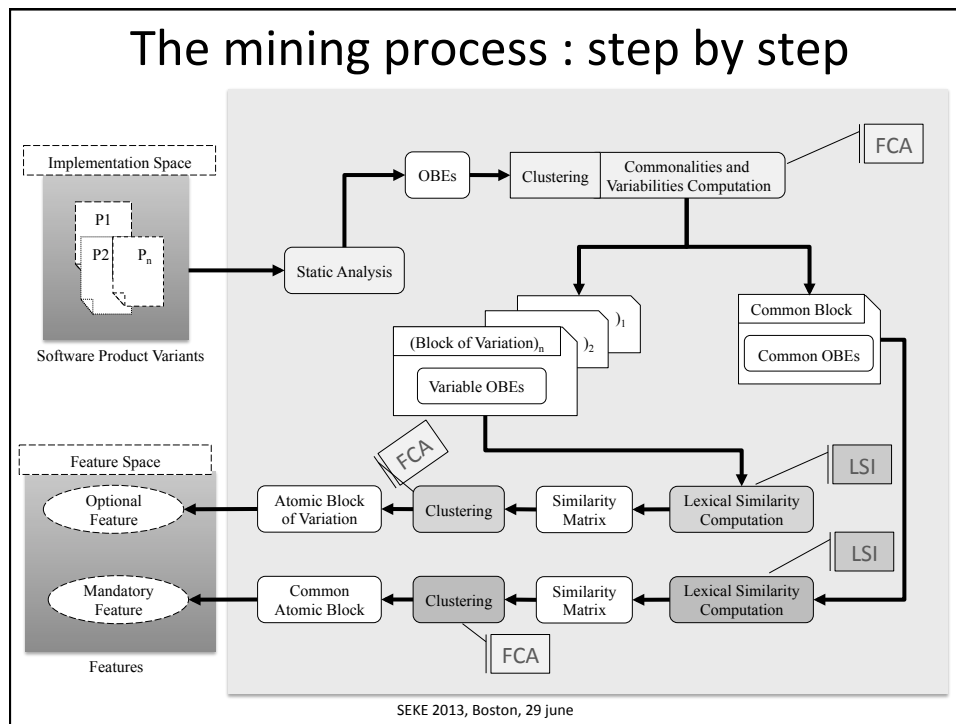 The mining process : step by step
Implementation Space
P1
P2
Pn
Software Product Variants
Static Analysis
OBEs
Clustering
Commonalities and
Variabilities Computation
FCA
(Block of Variation)n
)2
)1
Variable OBEs
Common Block
Common OBEs
Feature Space
Optional
Feature
Atomic Block
of Variation
Clustering
FCA
Similarity
Matrix
Lexical Similarity
Computation
LSI
Mandatory
Feature
Common
Atomic Block
Clustering
FCA
Similarity
Matrix
Lexical Similarity
Computation
LSI
Features
SEKE 2013, Boston, 29 june